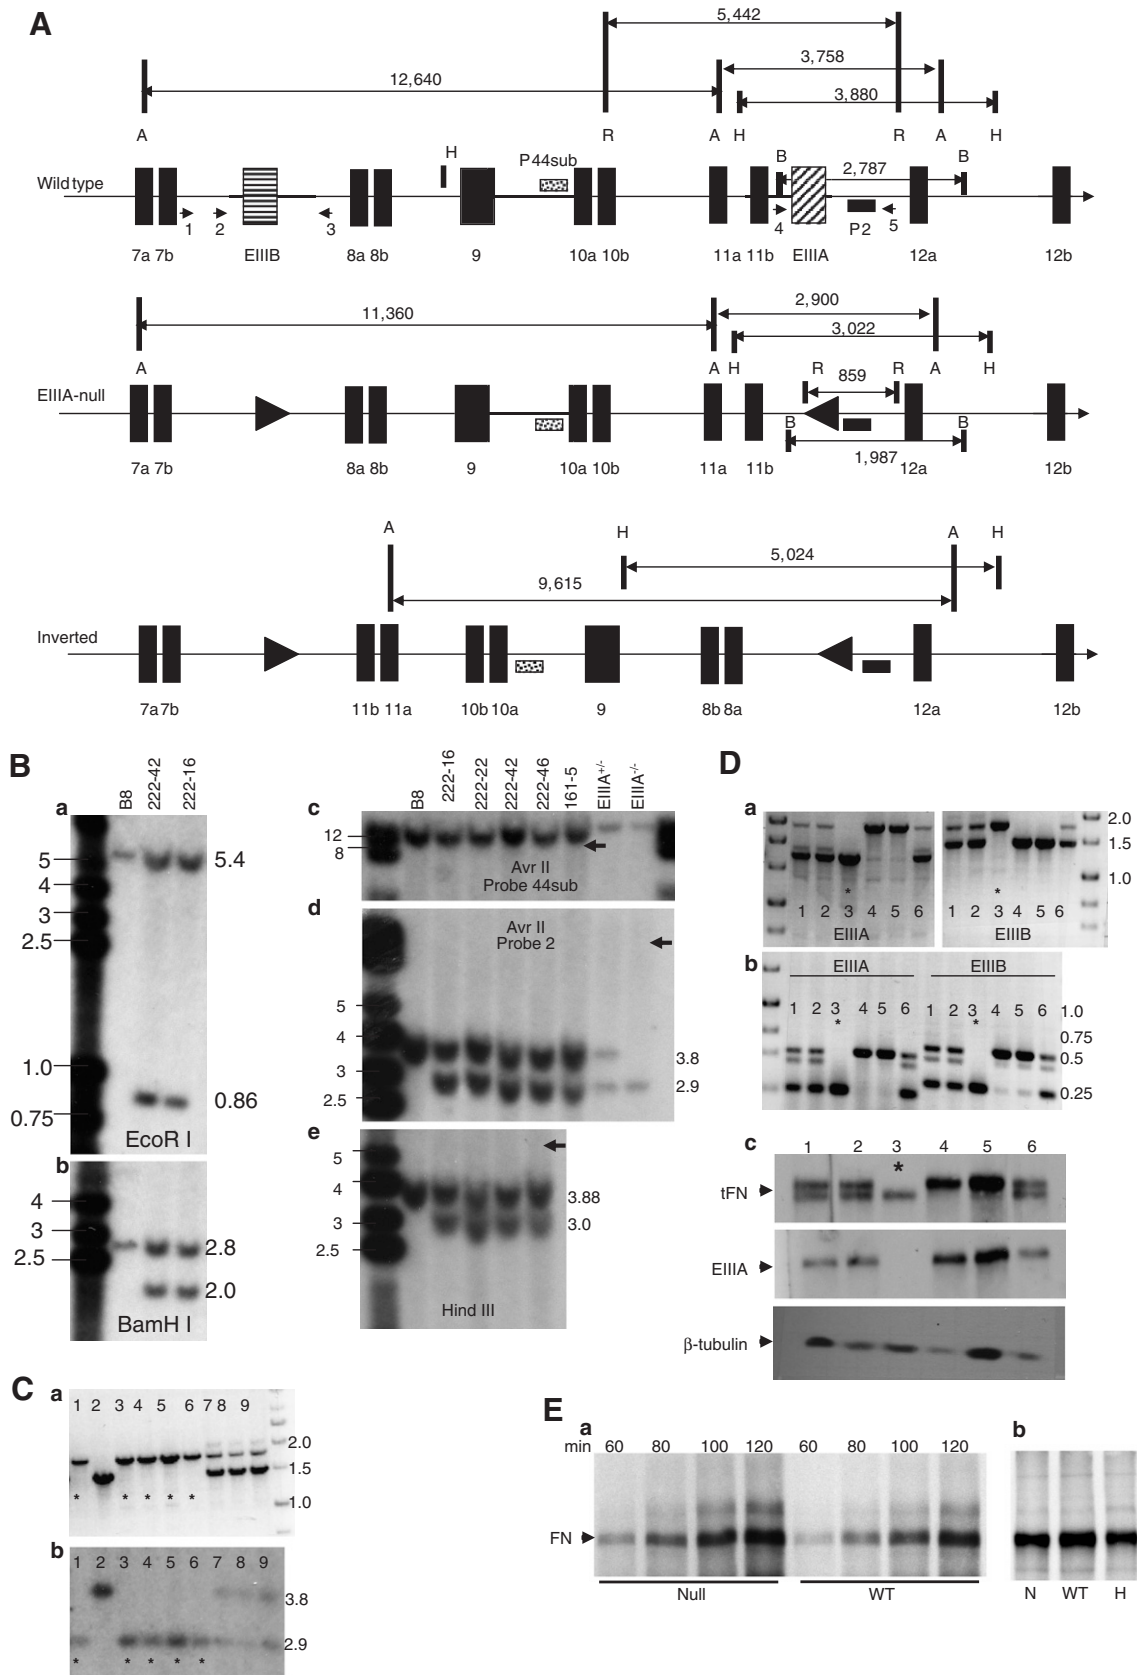 A
5,442
3,758
12,640
3,880
A R A H R A H
H
P44sub
B B
2,787
Wild type
1 2 3 4 P2 5
7a 7b EIIIB 8a 8b 9 10a 10b 11a 11b EIIIA 12a 12b
2,900
11,360
3,022
A A H R R A H
859
EIIIA-null
B B
1,987
7a 7b 8a 8b 9 10a 10b 11a 11b 12a 12b
A H A H
5,024
9,615
Inverted
7a 7b 11b 11a 10b 10a 9 8b 8a 12a 12b
B
a
B8 222-42 222-16
5 5.4
4
3
2.5
1.0
0.86
0.75
EcoR I
b
4
3
2.8
2.5
2.0
BamH I
B8 222-16 222-22 222-42 222-46 161-5 EIIIA+/- EIIIA-/-
c
12
8
Avr II
Probe 44sub
d
Avr II
Probe 2
5
4
3.8
3
2.9
2.5
e
5
4
3.88
3 3.0
2.5
Hind III
C
a
1 2 3 4 5 6 7 8 9
2.0
1.5
* * * * *
1.0
b
1 2 3 4 5 6 7 8 9
3.8
2.9
* * * * *
D
a
2.0
1.5
1.0
* *
1 2 3 4 5 6 1 2 3 4 5 6
EIIIA EIIIB
b
EIIIA EIIIB
1 2 3 4 5 6 1 2 3 4 5 6 1.0
* *
0.75
0.5
0.25
c
1 2 3 4 5 6
*
tFN
EIIIA
β-tubulin
E
a
min 60 80 100 120 60 80 100 120
FN
Null WT
b
N WT H